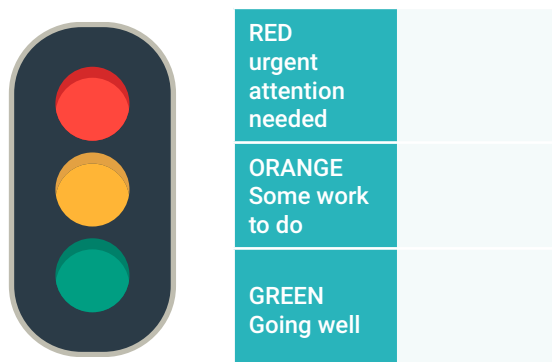 RED
urgent
attention
needed
ORANGE
Some work
to do
GREEN
Going well